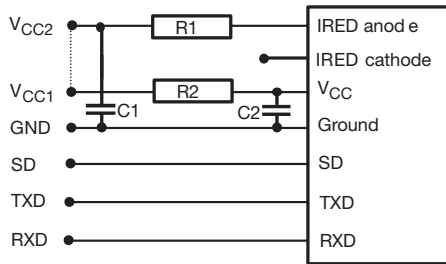 VCC2 R1 IRED anod e
IRED cathode
VCC1 R2 VCC
C1 C2
GND Ground
SD SD
TXD TXD
RXD RXD